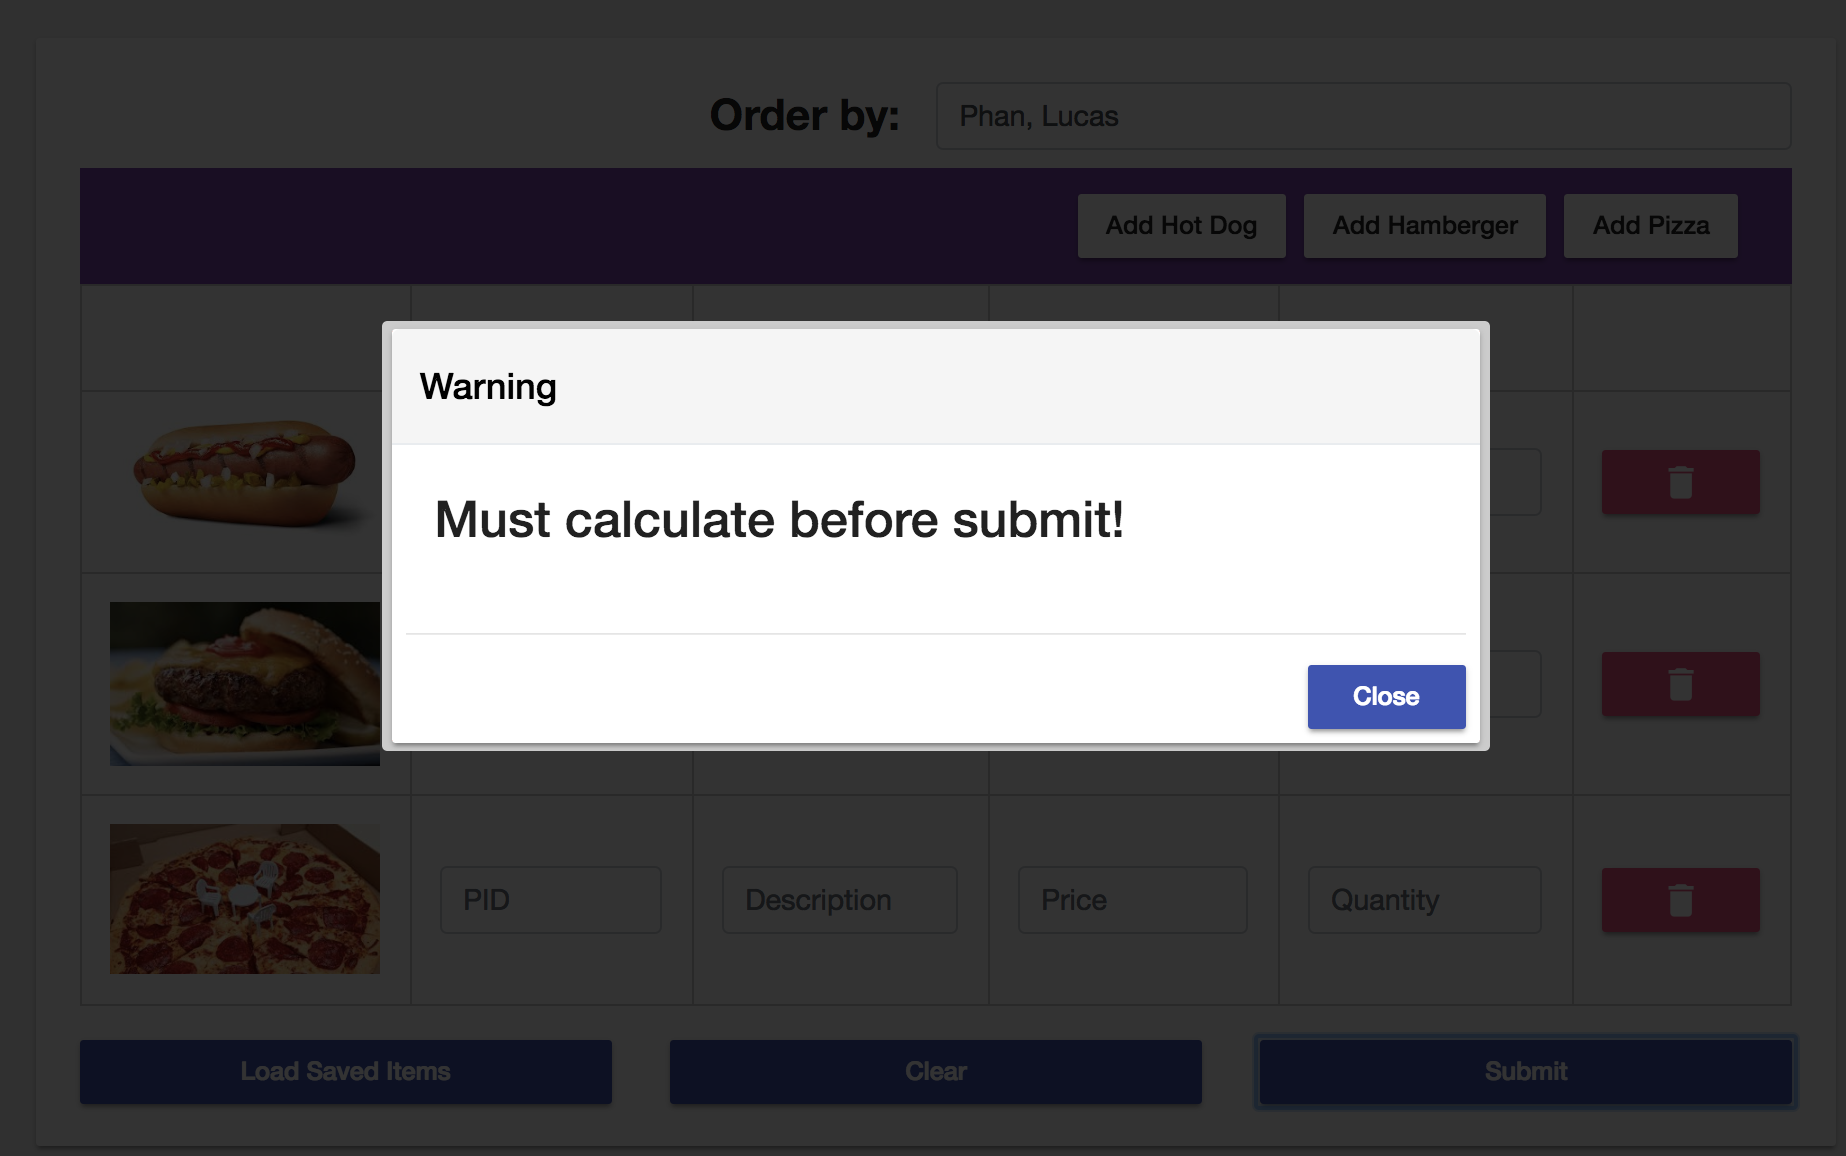 Order by: Phan, Lucas
Add Hot Dog Add Hamberger Add Pizza
Warning
Must calculate before submit!
Close
PID Description Price Quantity
Load Saved Items Clear Submit